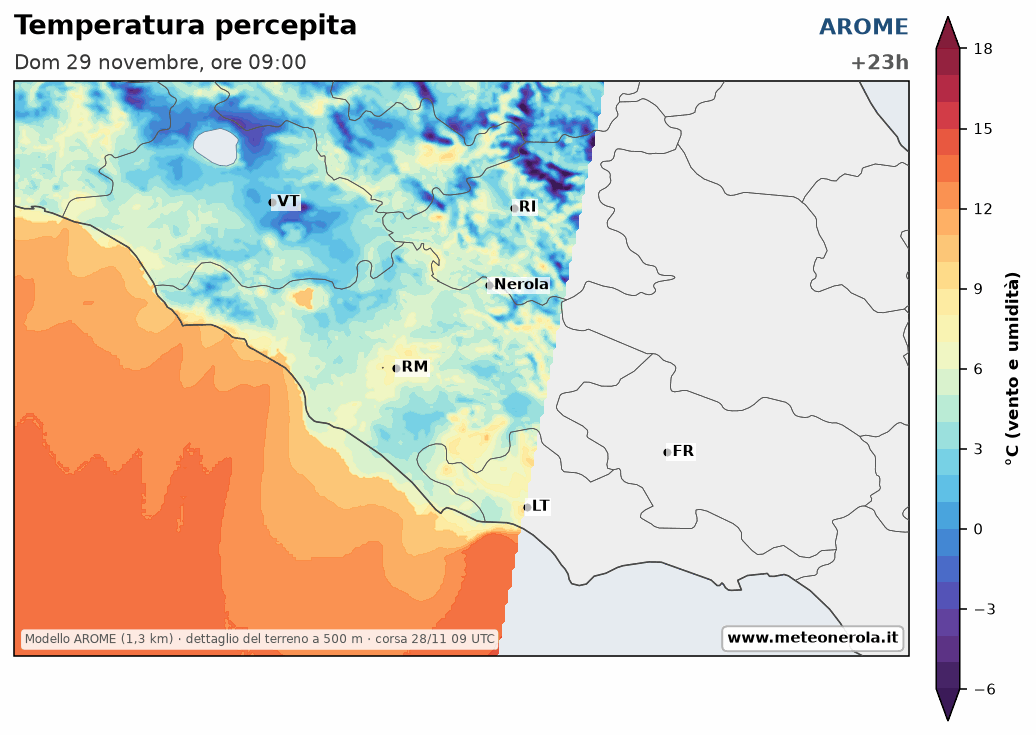 Temperatura percepita
AROME
Dom 29 novembre, ore 09:00
+23h
VT
RI
Nerola
RM
FR
LT
Modello AROME (1,3 km) · dettaglio del terreno a 500 m · corsa 28/11 09 UTC
www.meteonerola.it
18
15
12
9
6
3
0
−3
−6
°C (vento e umidità)